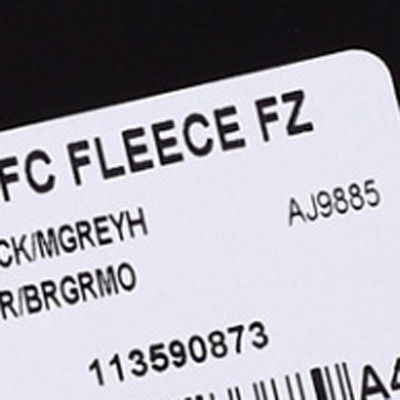 FC FLEECE FZ
CK/MGREYH AJ9885
R/BRGRMO
113590873
A4